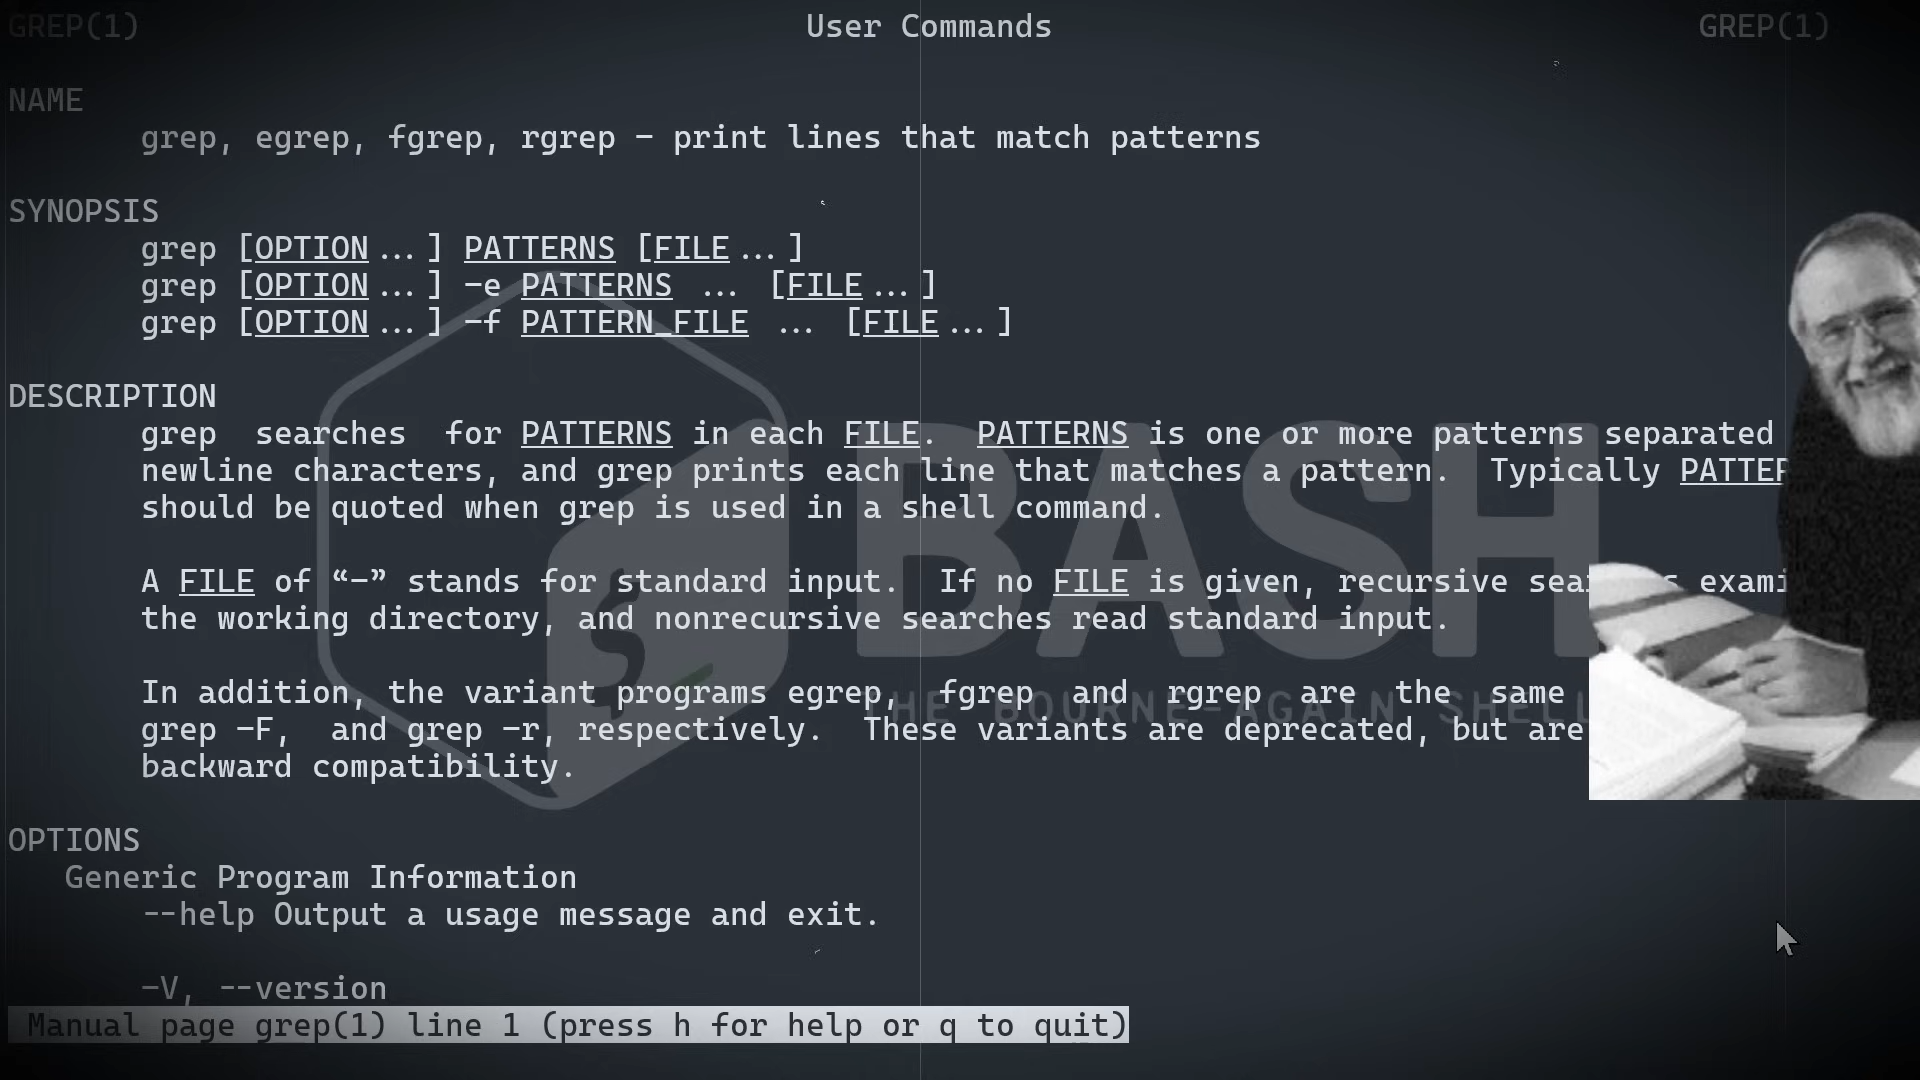 GREP(1) User Commands GREP(1)
NAME
grep, egrep, fgrep, rgrep - print lines that match patterns
SYNOPSIS
grep [OPTION...] PATTERNS [FILE...]
grep [OPTION...] -e PATTERNS ... [FILE...]
grep [OPTION...] -f PATTERN_FILE ... [FILE...]
DESCRIPTION
grep searches for PATTERNS in each FILE. PATTERNS is one or more patterns separated
newline characters, and grep prints each line that matches a pattern. Typically
should be quoted when grep is used in a shell command.
A FILE of “-” stands for standard input. If no FILE is given, recursive
the working directory, and nonrecursive searches read standard input.
In addition, the variant programs egrep, fgrep and rgrep are the same
grep -F, and grep -r, respectively. These variants are deprecated, but are
backward compatibility.
OPTIONS
Generic Program Information
--help Output a usage message and exit.
-V, --version
Manual page grep(1) line 1 (press h for help or q to quit)
$ BASH
THE BOURNE-AGAIN SHELL